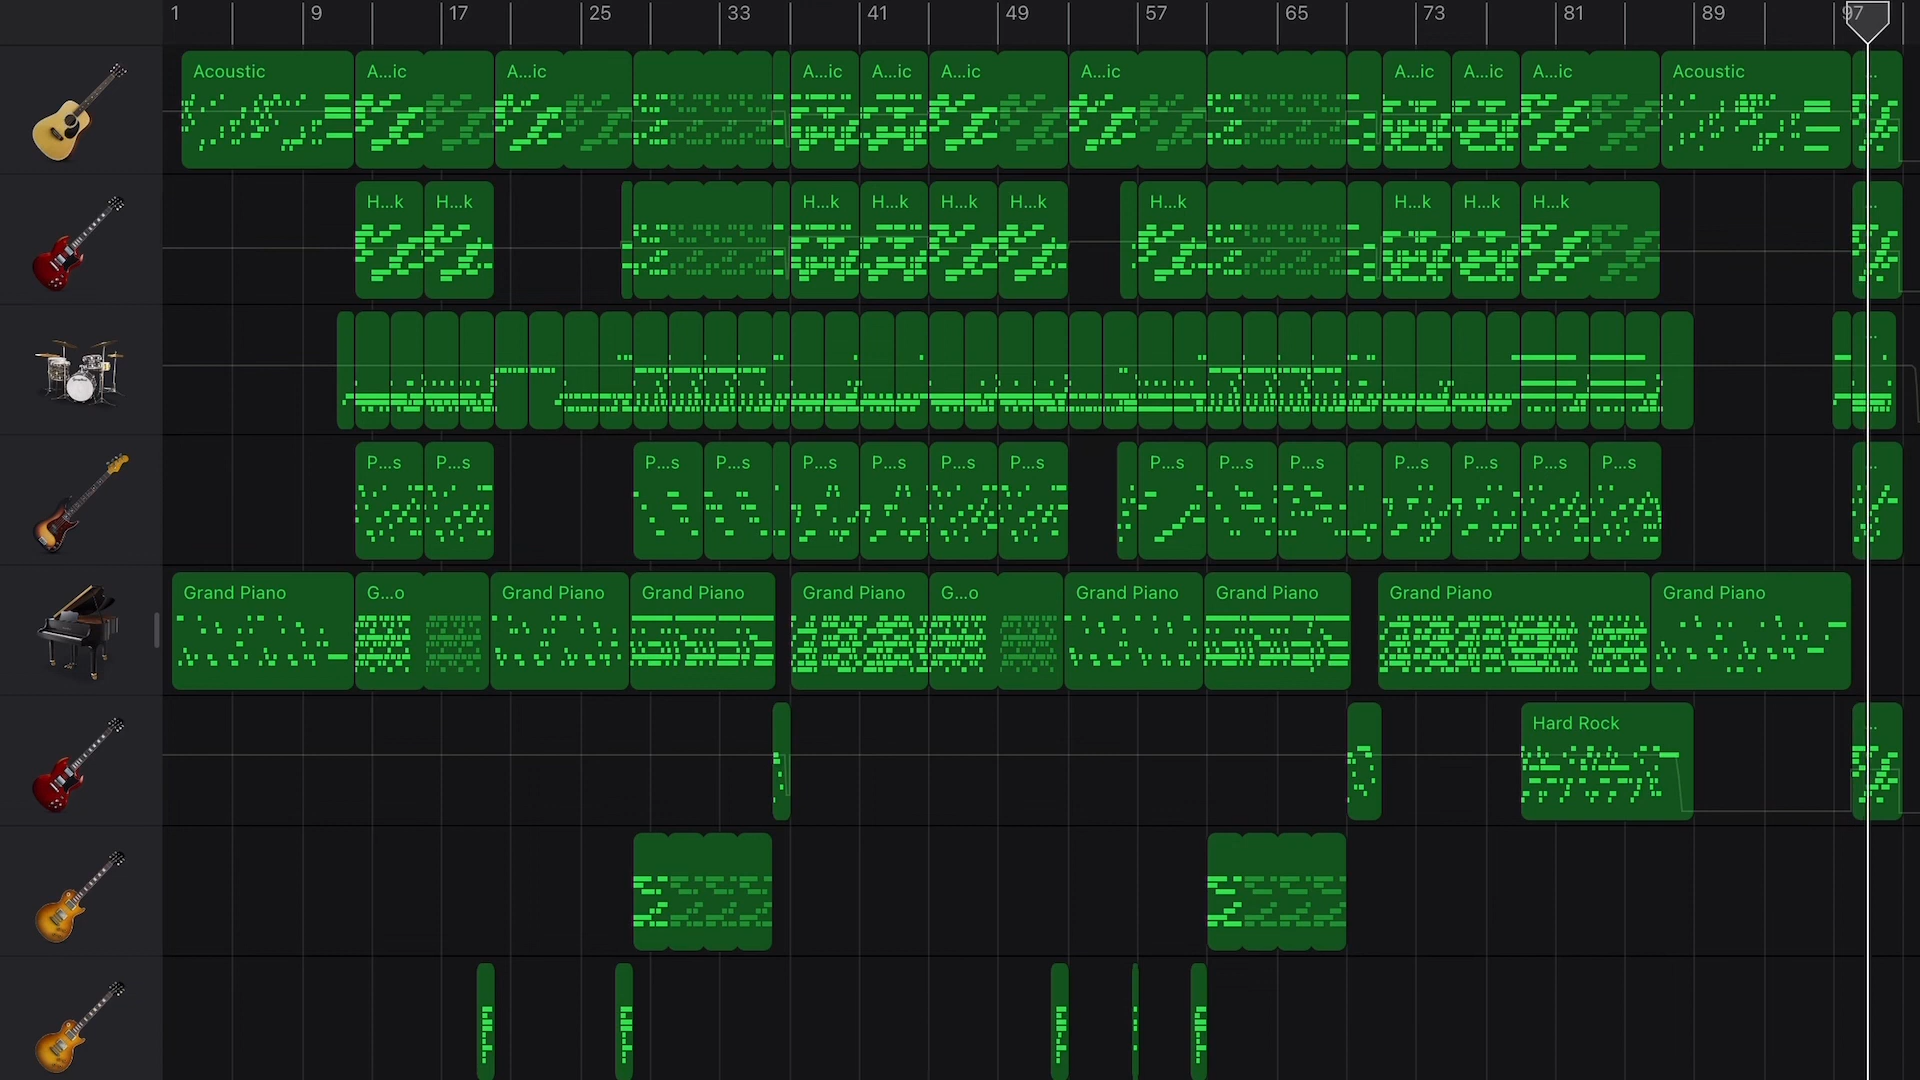 1 9 17 25 33 41 49 57 65 73 81 89 97
Acoustic A...ic A...ic A...ic A...ic A...ic A...ic A...ic A...ic A...ic Acoustic ..
H...k H...k H...k H...k H...k H...k H...k H...k H...k H...k ..
..
P...s P...s P...s P...s P...s P...s P...s P...s P...s P...s P...s P...s P...s P...s P...s ..
Grand Piano G...o Grand Piano Grand Piano Grand Piano G...o Grand Piano Grand Piano Grand Piano Grand Piano
Hard Rock ..